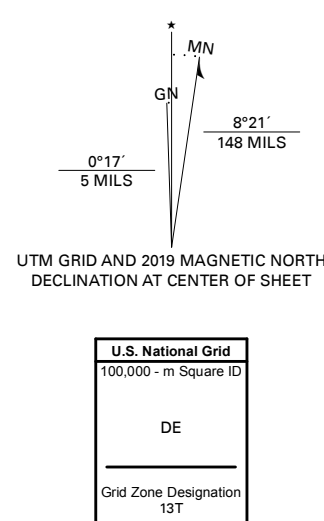 ★
MN
GN
8°21´
148 MILS
0°17´
5 MILS
UTM GRID AND 2019 MAGNETIC NORTH
DECLINATION AT CENTER OF SHEET
U.S. National Grid
100,000 - m Square ID
DE
Grid Zone Designation
13T